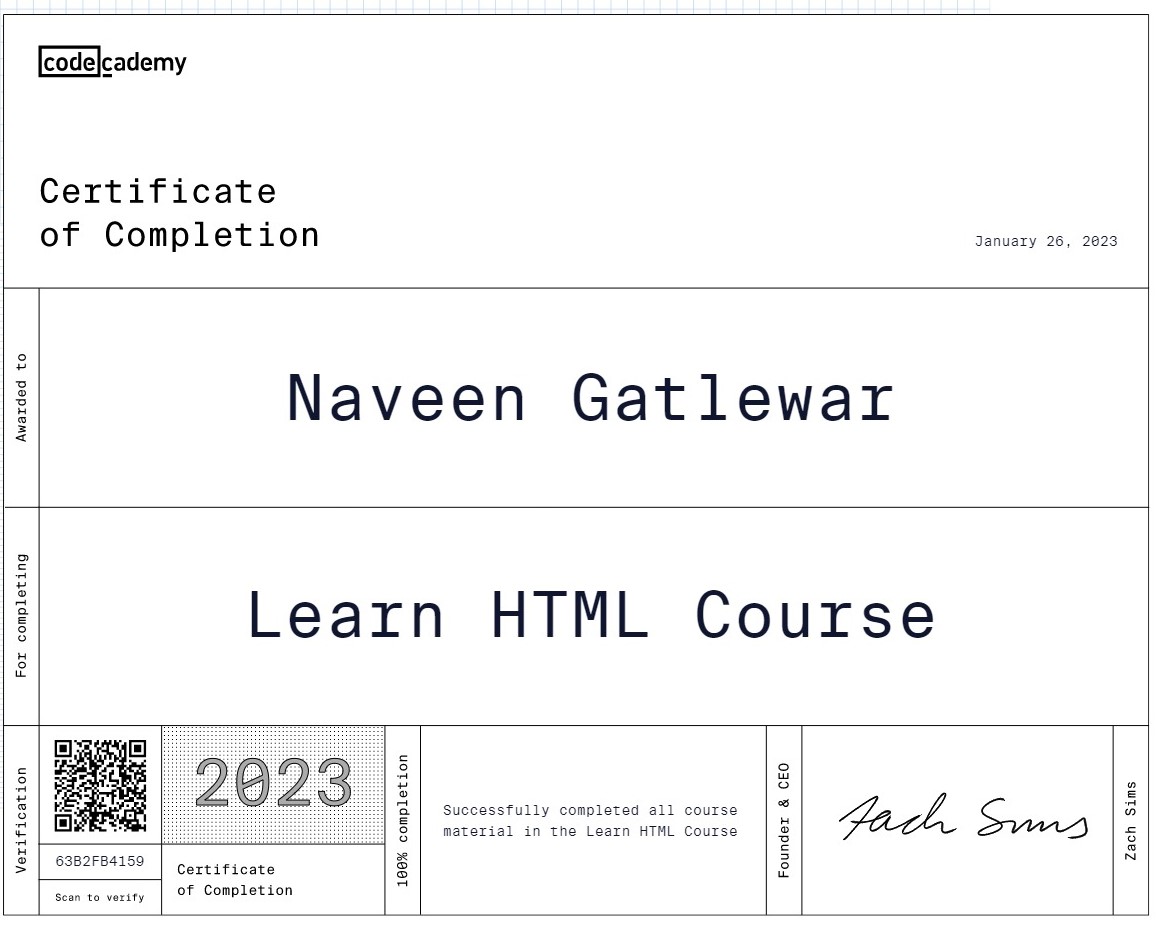 codecademy
Certificate
of Completion
January 26, 2023
Awarded to
Naveen Gatlewar
For completing
Learn HTML Course
Verification
63B2FB4159
Scan to verify
2023
Certificate
of Completion
100% completion
Successfully completed all course
material in the Learn HTML Course
Founder & CEO
Zach Sims
Zach Sims